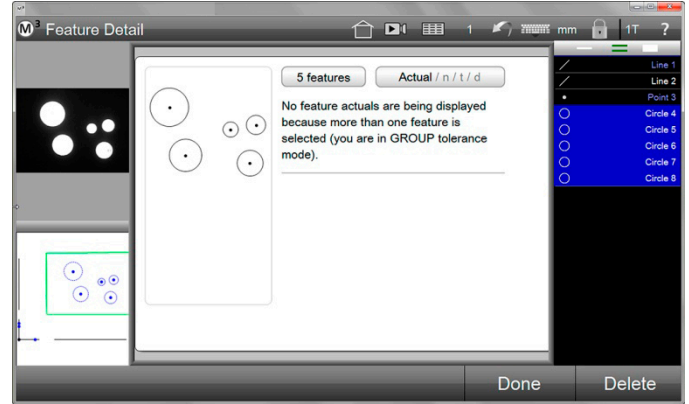 M³
M³ Feature Detail
1
mm
1T
?
5 features
Actual / n / t / d
No feature actuals are being displayed
because more than one feature is
selected (you are in GROUP tolerance
mode).
Line 1
Line 2
Point 3
Circle 4
Circle 5
Circle 6
Circle 7
Circle 8
Done
Delete